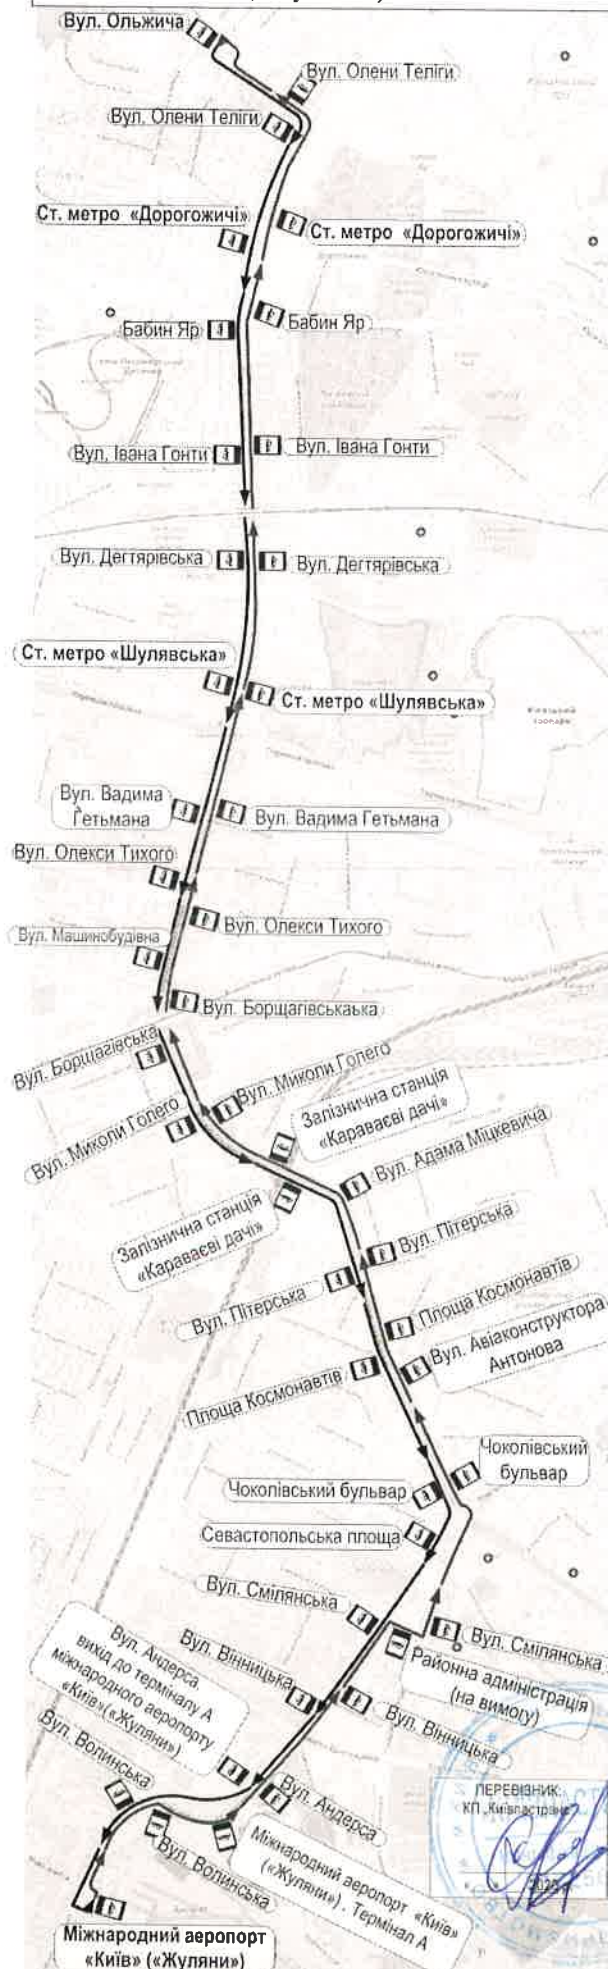 Вул. Ольжича
Вул. Олени Теліги
Вул. Олени Теліги
Ст. метро «Дорогожичі»
Ст. метро «Дорогожичі»
Бабин Яр
Бабин Яр
Вул. Івана Гонти
Вул. Івана Гонти
Вул. Дегтярівська
Вул. Дегтярівська
Ст. метро «Шулявська»
Ст. метро «Шулявська»
Київський
зоопарк
Вул. Вадима
Гетьмана
Вул. Вадима Гетьмана
Вул. Олекси Тихого
Вул. Олекси Тихого
Вул. Машинобудівна
Вул. Борщагівськаька
Вул. Борщагівська
Вул. Миколи Голего
Вул. Миколи Голего
Залізнична станція
«Караваєві дачі»
Вул. Адама Міцкевича
Залізнична станція
«Караваєві дачі»
Вул. Пітерська
Вул. Пітерська
Площа Космонавтів
Вул. Авіаконструктора
Антонова
Площа Космонавтів
Чоколівський
бульвар
Чоколівський бульвар
Севастопольська площа
Вул. Смілянська
Вул. Смілянська
Районна адміністрація
(на вимогу)
Вул. Вінницька
Вул. Вінницька
Вул. Андерса,
вихід до терміналу А
міжнародного аеропорту
«Київ»(«Жуляни»)
Вул. Андерса
Вул. Волинська
Вул. Волинська
Міжнародний аеропорт «Київ»
(«Жуляни») . Термінал А
Міжнародний аеропорт
«Київ» («Жуляни»)
ПЕРЕВІЗНИК:
КП „Київпастранс"